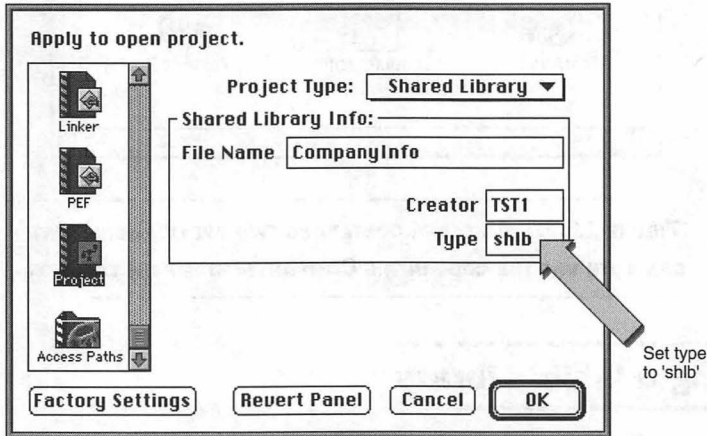 Apply to open project.
Linker
PEF
Project
Access Paths
Project Type: Shared Library
Shared Library Info:
File Name CompanyInfo
Creator TST1
Type shlb
Set type
to 'shlb'
Factory Settings Revert Panel Cancel OK